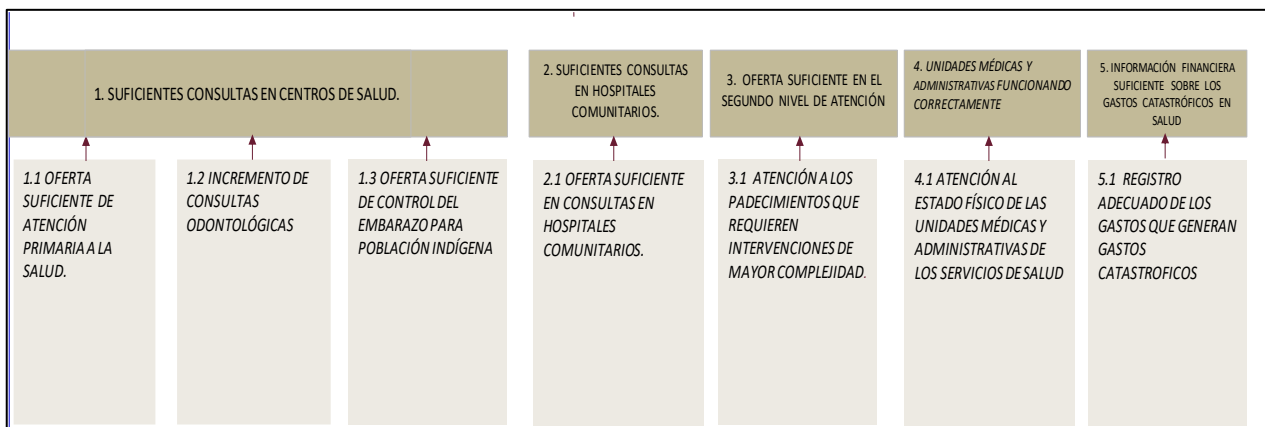 1. SUFICIENTES CONSULTAS EN CENTROS DE SALUD.
2. SUFICIENTES CONSULTAS
EN HOSPITALES
COMUNITARIOS.
3. OFERTA SUFICIENTE EN EL
SEGUNDO NIVEL DE ATENCIÓN
4. UNIDADES MÉDICAS Y
ADMINISTRATIVAS FUNCIONANDO
CORRECTAMENTE
5. INFORMACIÓN FINANCIERA
SUFICIENTE SOBRE LOS
GASTOS CATASTRÓFICOS EN
SALUD
1.1 OFERTA
SUFICIENTE DE
ATENCIÓN
PRIMARIA A LA
SALUD.
1.2 INCREMENTO DE
CONSULTAS
ODONTOLÓGICAS
1.3 OFERTA SUFICIENTE
DE CONTROL DEL
EMBARAZO PARA
POBLACIÓN INDÍGENA
2.1 OFERTA SUFICIENTE
EN CONSULTAS EN
HOSPITALES
COMUNITARIOS.
3.1 ATENCIÓN A LOS
PADECIMIENTOS QUE
REQUIEREN
INTERVENCIONES DE
MAYOR COMPLEJIDAD.
4.1 ATENCIÓN AL
ESTADO FÍSICO DE LAS
UNIDADES MÉDICAS Y
ADMINISTRATIVAS DE
LOS SERVICIOS DE SALUD
5.1 REGISTRO
ADECUADO DE LOS
GASTOS QUE GENERAN
GASTOS
CATASTROFICOS